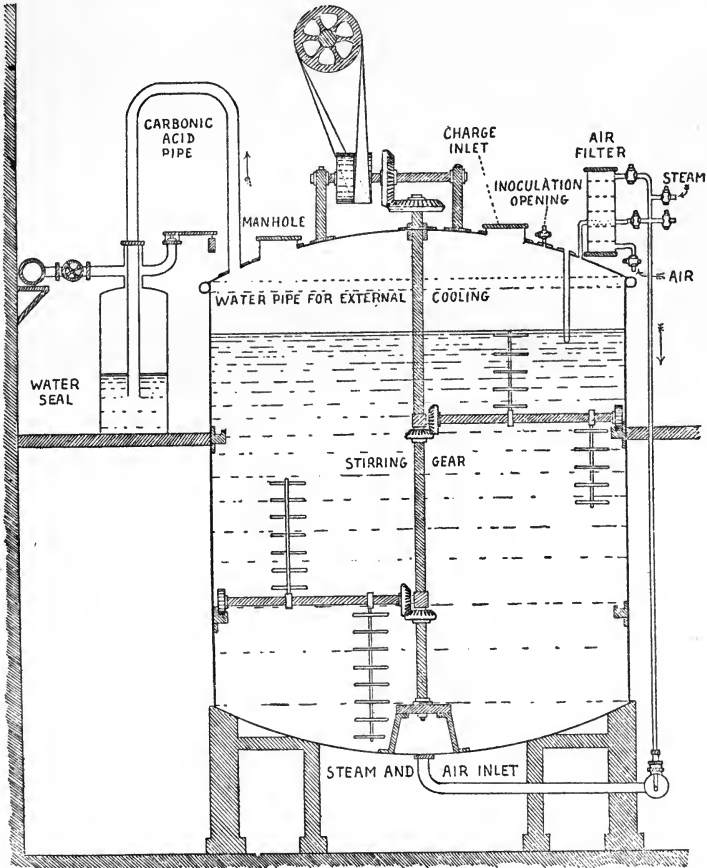 CARBONIC
ACID
PIPE
CHARGE
INLET
AIR
FILTER
STEAM
INOCULATION
OPENING
MANHOLE
AIR
WATER PIPE FOR EXTERNAL COOLING
WATER
SEAL
STIRRING GEAR
STEAM AND AIR INLET